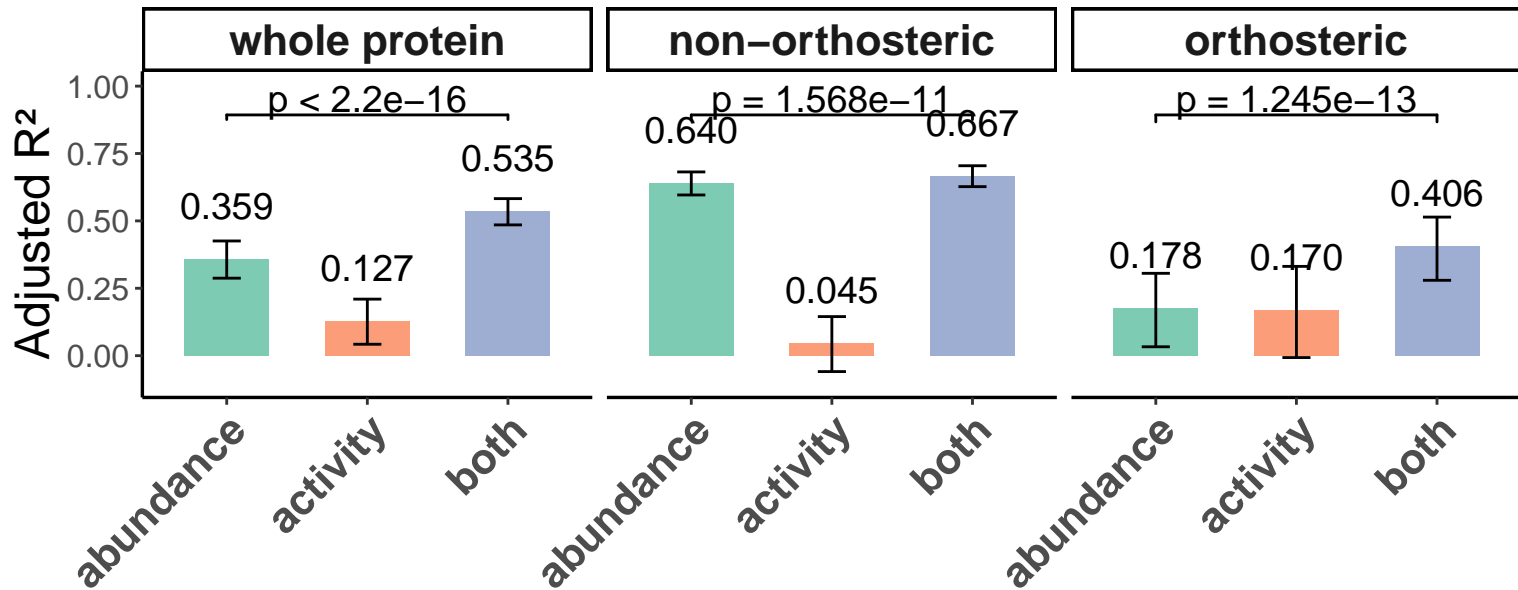 whole protein
non−orthosteric
orthosteric
Adjusted R²
1.00
0.75
0.50
0.25
0.00
p < 2.2e−16
0.359
0.127
0.535
p = 1.568e−11
0.640
0.045
0.667
p = 1.245e−13
0.178
0.170
0.406
abundance
activity
both
abundance
activity
both
abundance
activity
both